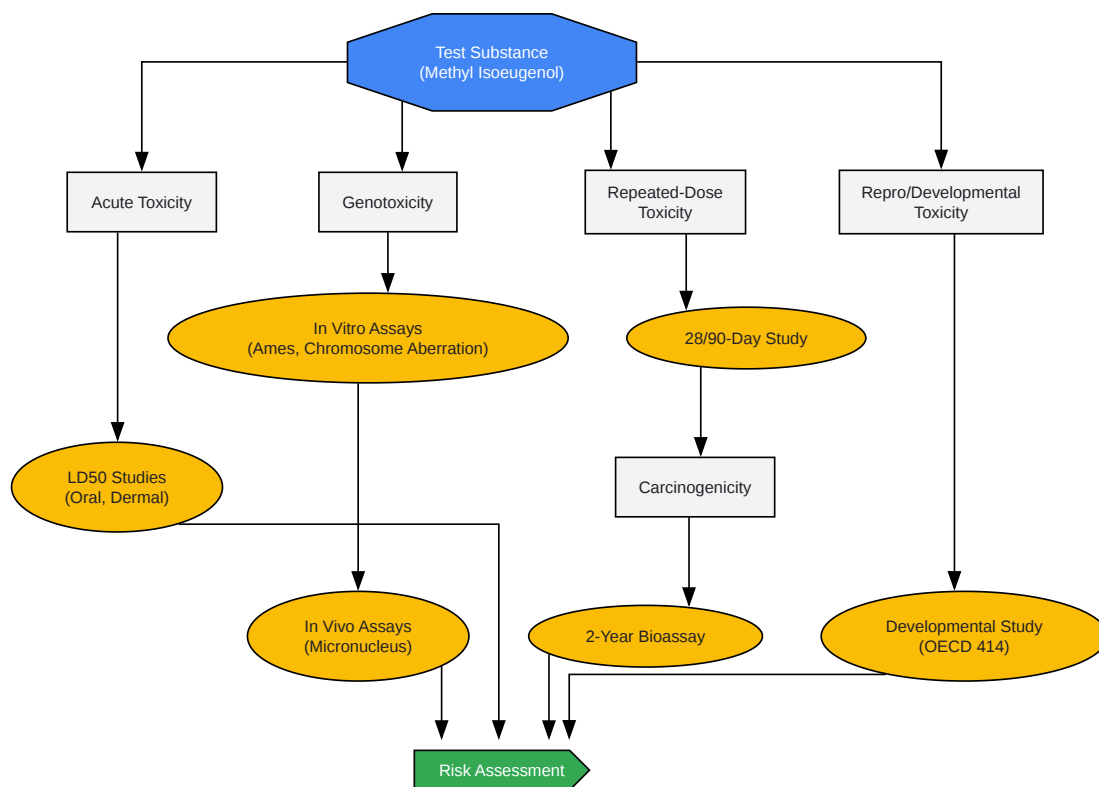 Test Substance
(Methyl Isoeugenol)
Acute Toxicity
Genotoxicity
Repeated-Dose
Toxicity
Repro/Developmental
Toxicity
In Vitro Assays
(Ames, Chromosome Aberration)
28/90-Day Study
LD50 Studies
(Oral, Dermal)
Carcinogenicity
In Vivo Assays
(Micronucleus)
2-Year Bioassay
Developmental Study
(OECD 414)
Risk Assessment